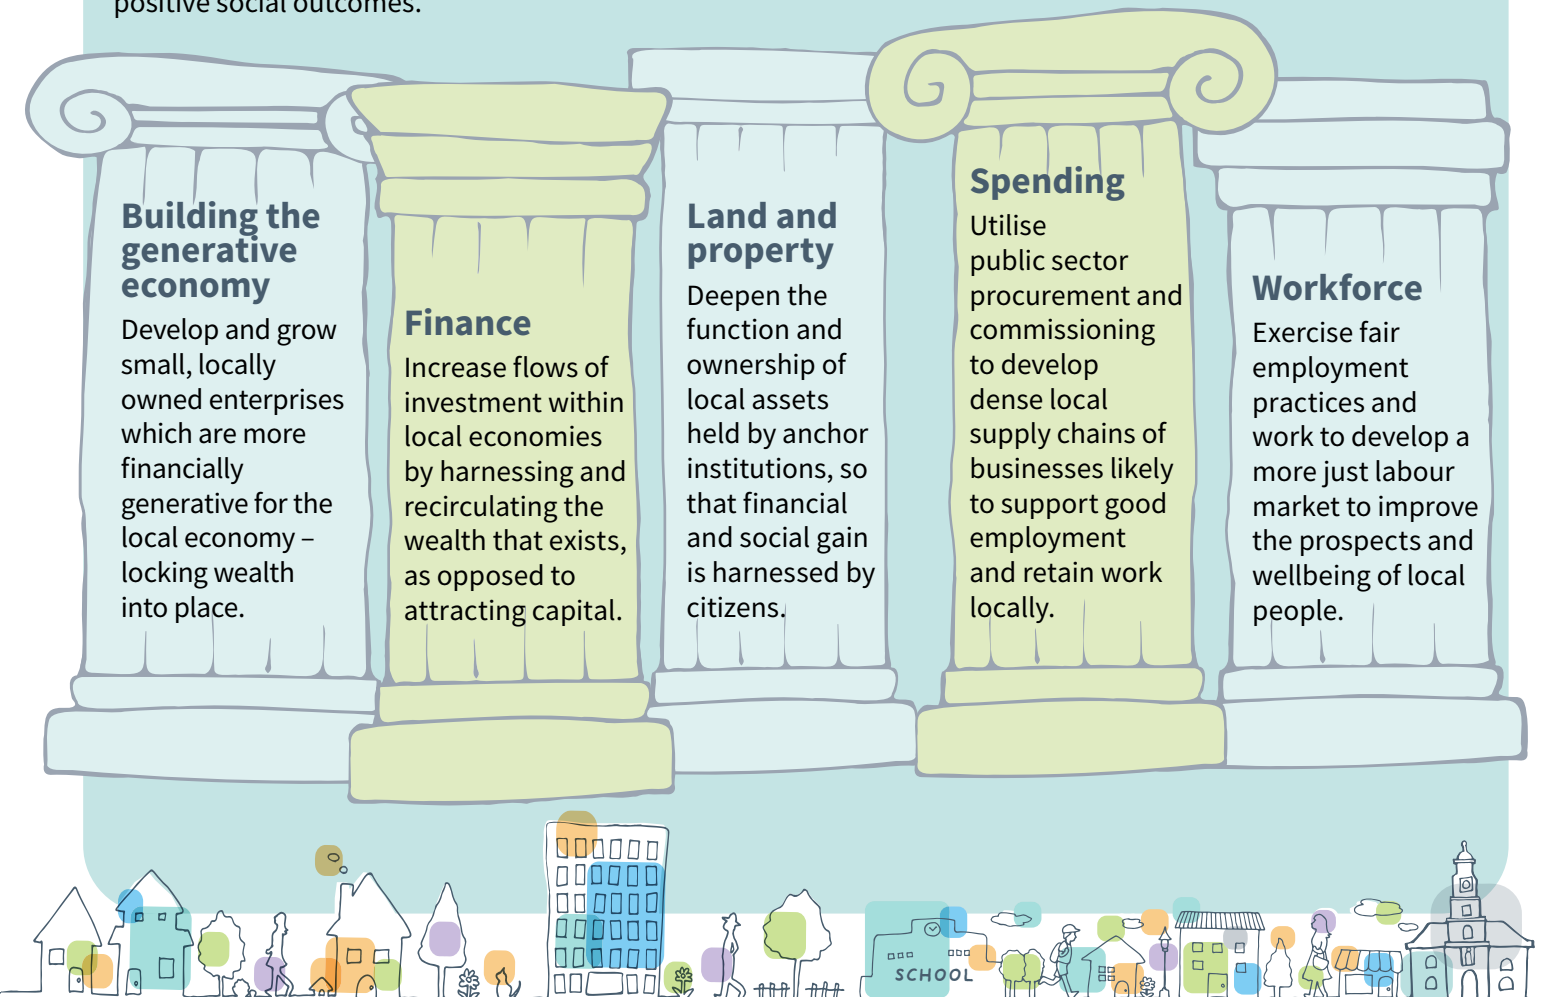 positive social outcomes.
Building the
generative
economy
Develop and grow
small, locally
owned enterprises
which are more
financially
generative for the
local economy –
locking wealth
into place.
Finance
Increase flows of
investment within
local economies
by harnessing and
recirculating the
wealth that exists,
as opposed to
attracting capital.
Land and
property
Deepen the
function and
ownership of
local assets
held by anchor
institutions, so
that financial
and social gain
is harnessed by
citizens.
Spending
Utilise
public sector
procurement and
commissioning
to develop
dense local
supply chains of
businesses likely
to support good
employment
and retain work
locally.
Workforce
Exercise fair
employment
practices and
work to develop a
more just labour
market to improve
the prospects and
wellbeing of local
people.
SCHOOL